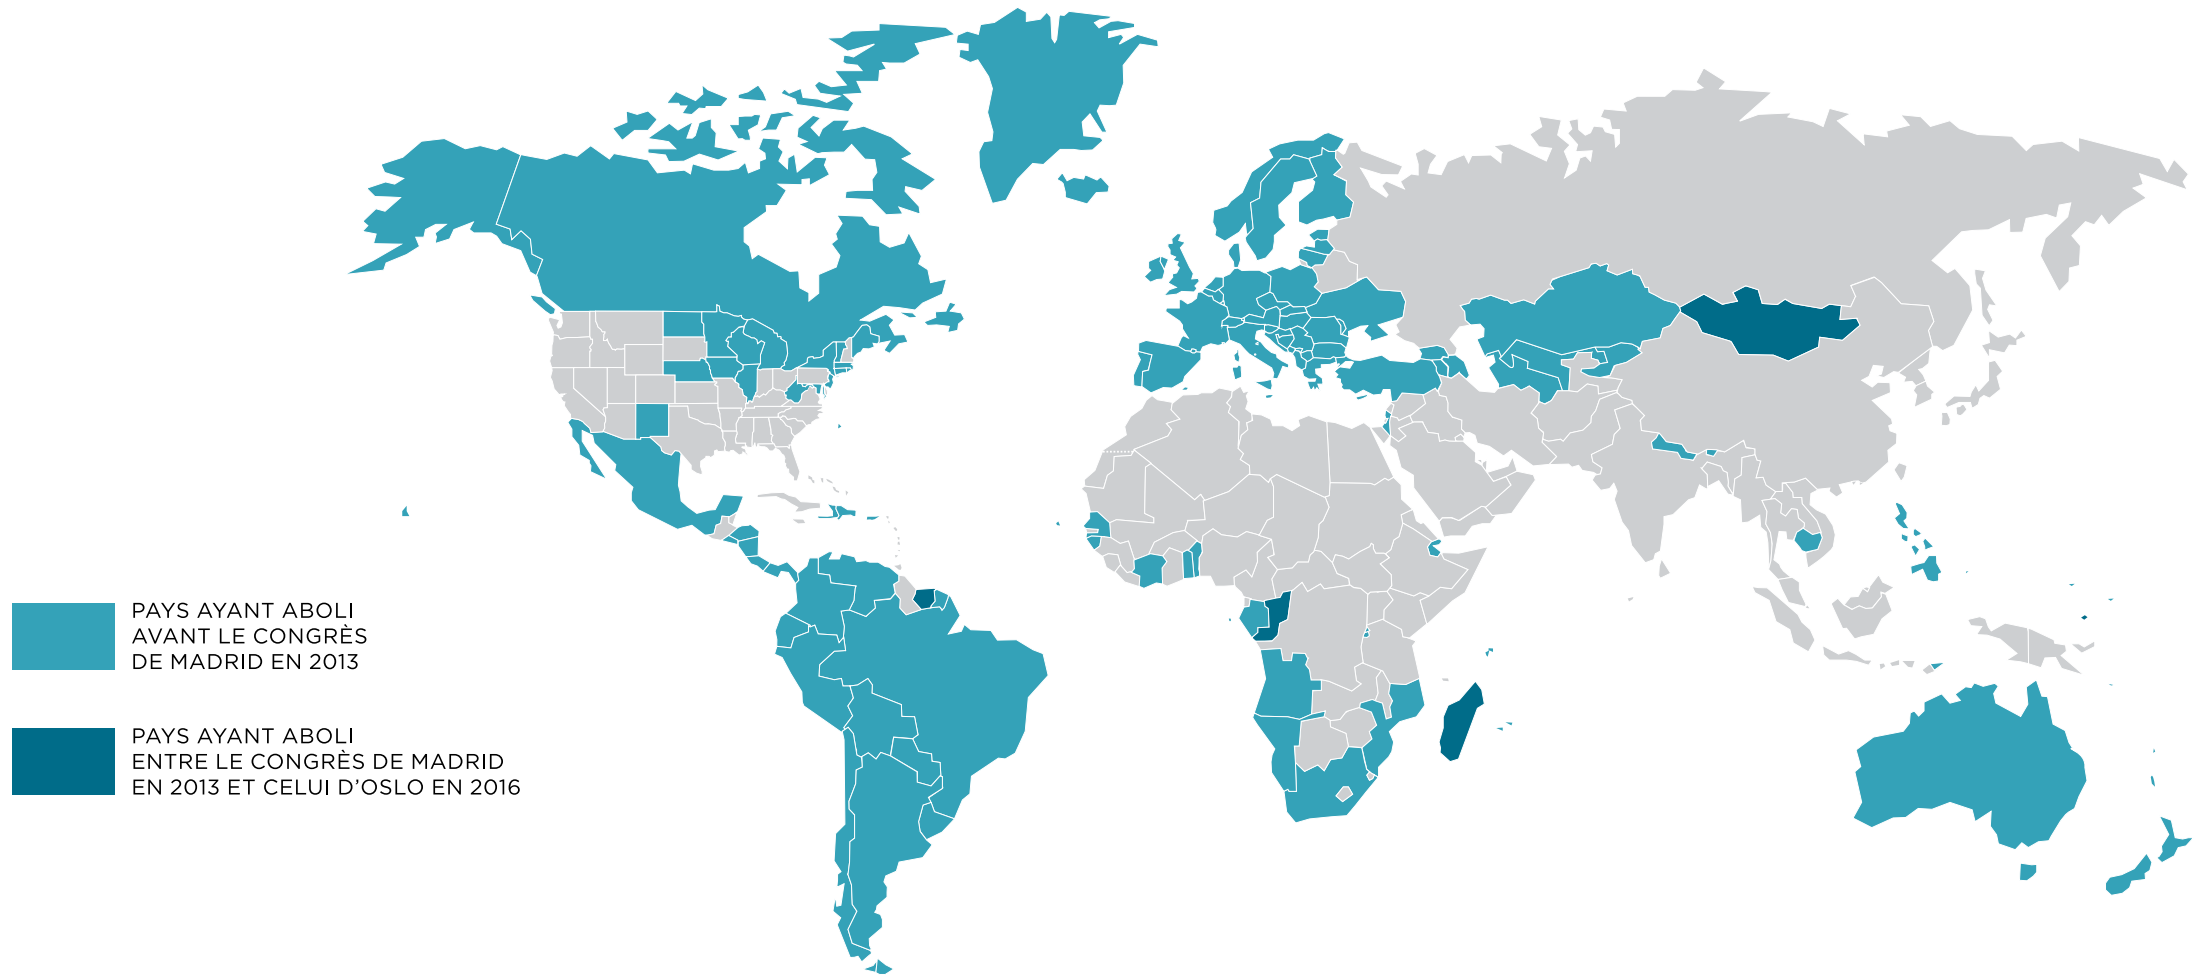 PAYS AYANT ABOLI
AVANT LE CONGRÈS
DE MADRID EN 2013
PAYS AYANT ABOLI
ENTRE LE CONGRÈS DE MADRID
EN 2013 ET CELUI D'OSLO EN 2016